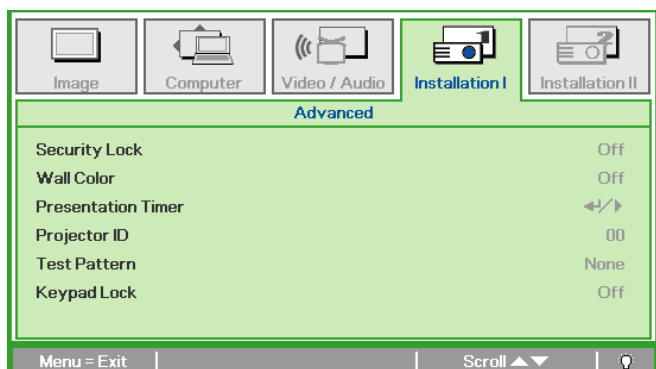 Image Computer Video / Audio Installation I Installation II
Advanced
Security Lock Off
Wall Color Off
Presentation Timer ↵/▶
Projector ID 00
Test Pattern None
Keypad Lock Off
Menu = Exit Scroll ▲▼